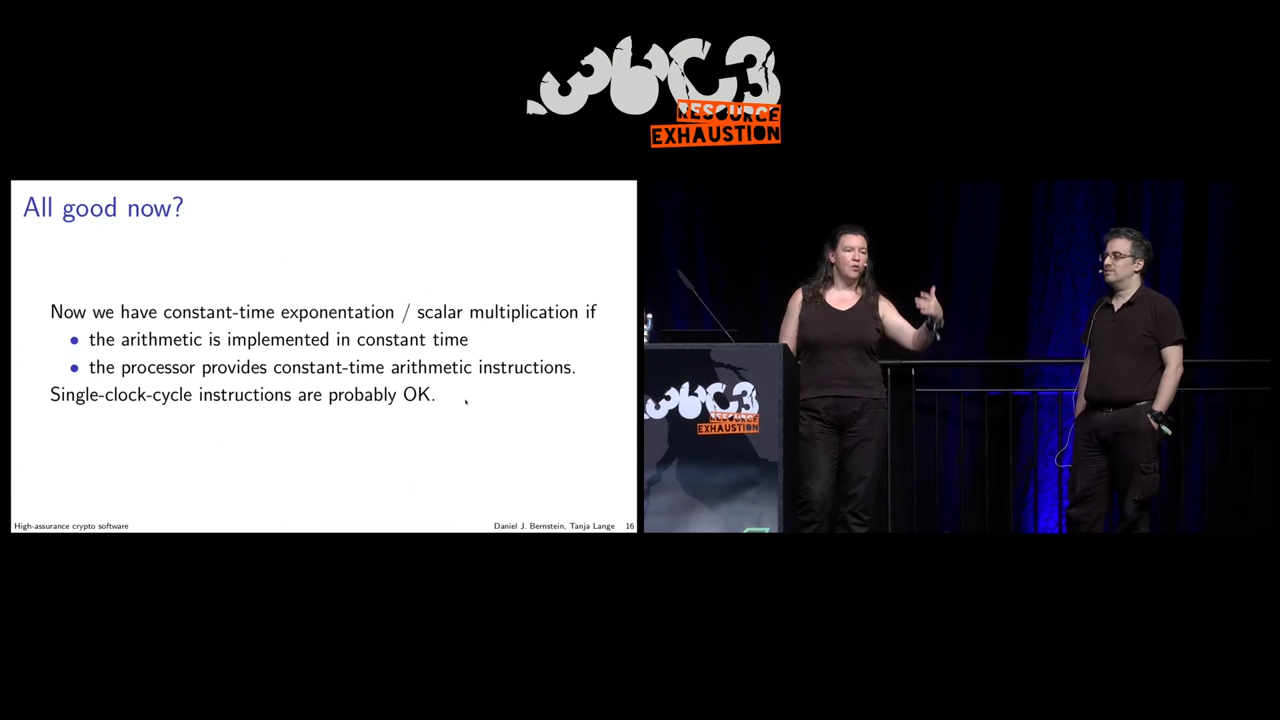 36C3
RESOURCE
EXHAUSTION
All good now?
Now we have constant-time exponentation / scalar multiplication if
• the arithmetic is implemented in constant time
• the processor provides constant-time arithmetic instructions.
Single-clock-cycle instructions are probably OK.
High-assurance crypto software
Daniel J. Bernstein, Tanja Lange 16
36C3
RESOURCE
EXHAUSTION